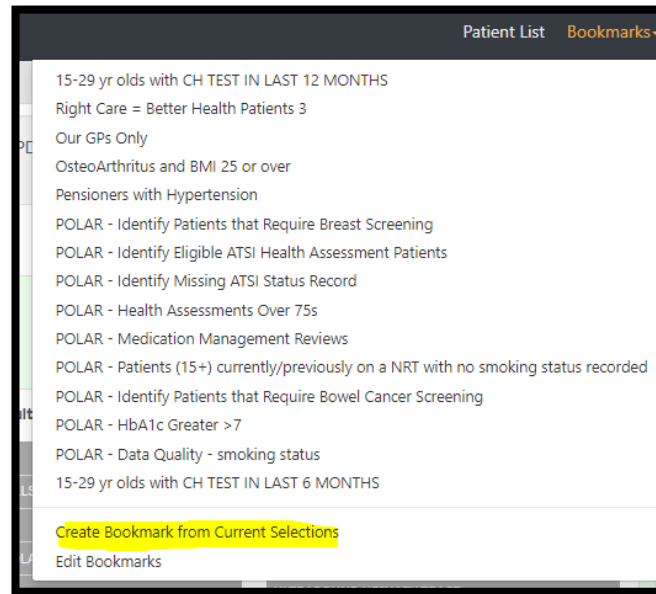 Patient List Bookmarks
15-29 yr olds with CH TEST IN LAST 12 MONTHS
Right Care = Better Health Patients 3
Our GPs Only
OsteoArthritus and BMI 25 or over
Pensioners with Hypertension
POLAR - Identify Patients that Require Breast Screening
POLAR - Identify Eligible ATSI Health Assessment Patients
POLAR - Identify Missing ATSI Status Record
POLAR - Health Assessments Over 75s
POLAR - Medication Management Reviews
POLAR - Patients (15+) currently/previously on a NRT with no smoking status recorded
POLAR - Identify Patients that Require Bowel Cancer Screening
POLAR - HbA1c Greater >7
POLAR - Data Quality - smoking status
15-29 yr olds with CH TEST IN LAST 6 MONTHS
Create Bookmark from Current Selections
Edit Bookmarks